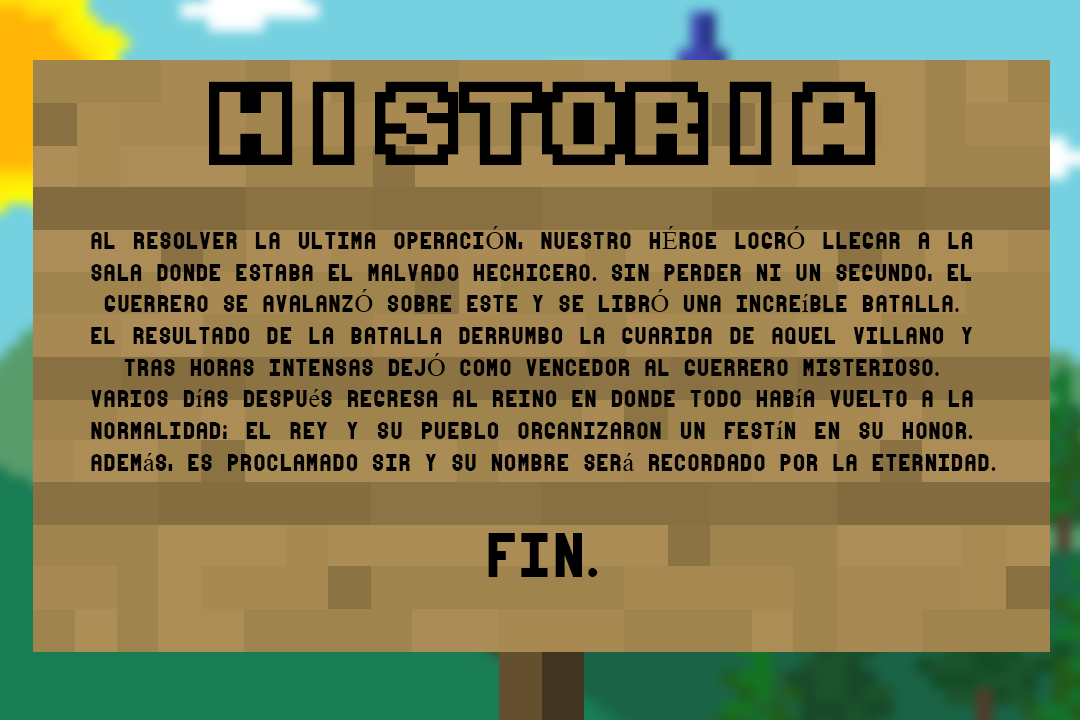 HISTORIA
AL RESOLVER LA ULTIMA OPERACIÓN, NUESTRO HÉROE LOGRÓ LLEGAR A LA
SALA DONDE ESTABA EL MALVADO HECHICERO. SIN PERDER NI UN SECUNDO, EL
GUERRERO SE AVALANZÓ SOBRE ESTE Y SE LIBRÓ UNA INCREíBLE BATALLA.
EL RESULTADO DE LA BATALLA DERRUMBO LA GUARIDA DE AQUEL VILLANO Y
TRAS HORAS INTENSAS DEJÓ COMO VENCEDOR AL GUERRERO MISTERIOSO.
VARIOS DíAS DESPUéS REGRESA AL REINO EN DONDE TODO HABíA VUELTO A LA
NORMALIDAD; EL REY Y SU PUEBLO ORGANIZARON UN FESTíN EN SU HONOR.
ADEMáS, ES PROCLAMADO SIR Y SU NOMBRE SERá RECORDADO POR LA ETERNIDAD.
FIN.